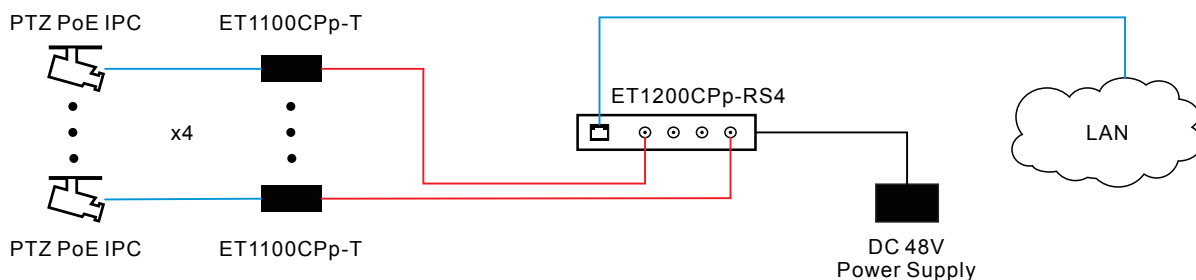 PTZ PoE IPC
ET1100CPp-T
ET1200CPp-RS4
x4
LAN
PTZ PoE IPC
ET1100CPp-T
DC 48V
Power Supply